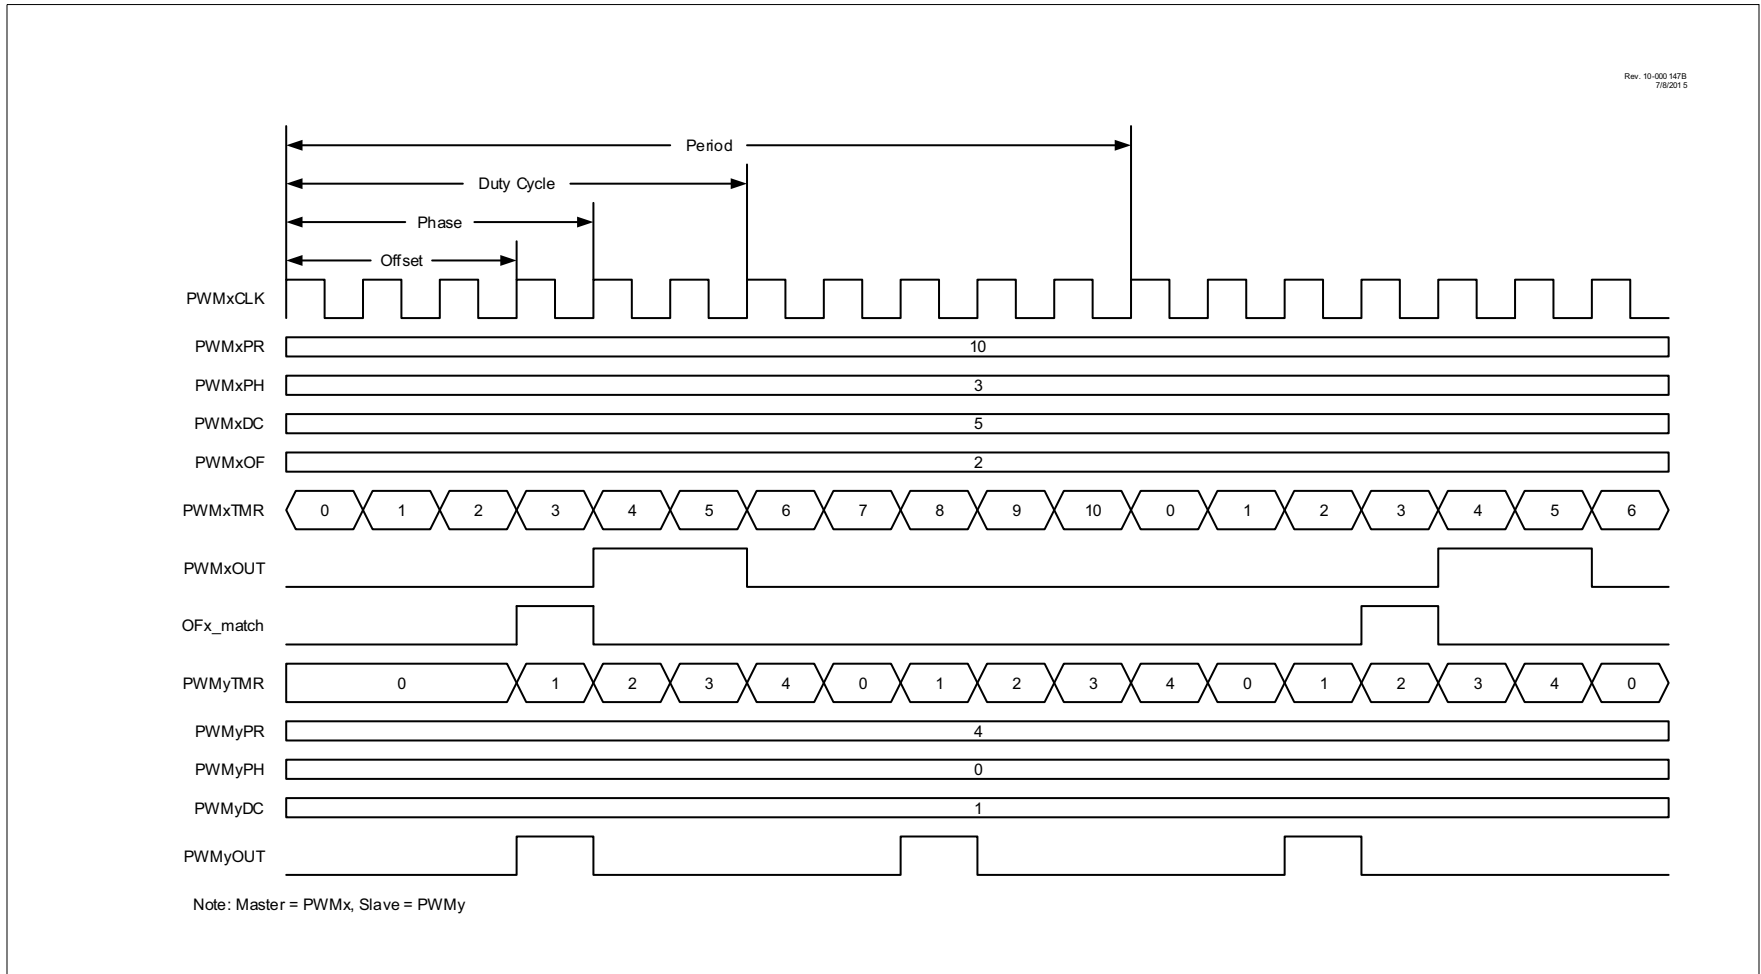 Rev. 10-000 147B
7/8/201 5
Period
Duty Cycle
Phase
Offset
PWMxCLK
PWMxPR
10
PWMxPH
3
PWMxDC
5
PWMxOF
2
PWMxTMR
0 1 2 3 4 5 6 7 8 9 10 0 1 2 3 4 5 6
PWMxOUT
OFx_match
PWMyTMR
0 1 2 3 4 0 1 2 3 4 0 1 2 3 4 0
PWMyPR
4
PWMyPH
0
PWMyDC
1
PWMyOUT
Note: Master = PWMx, Slave = PWMy